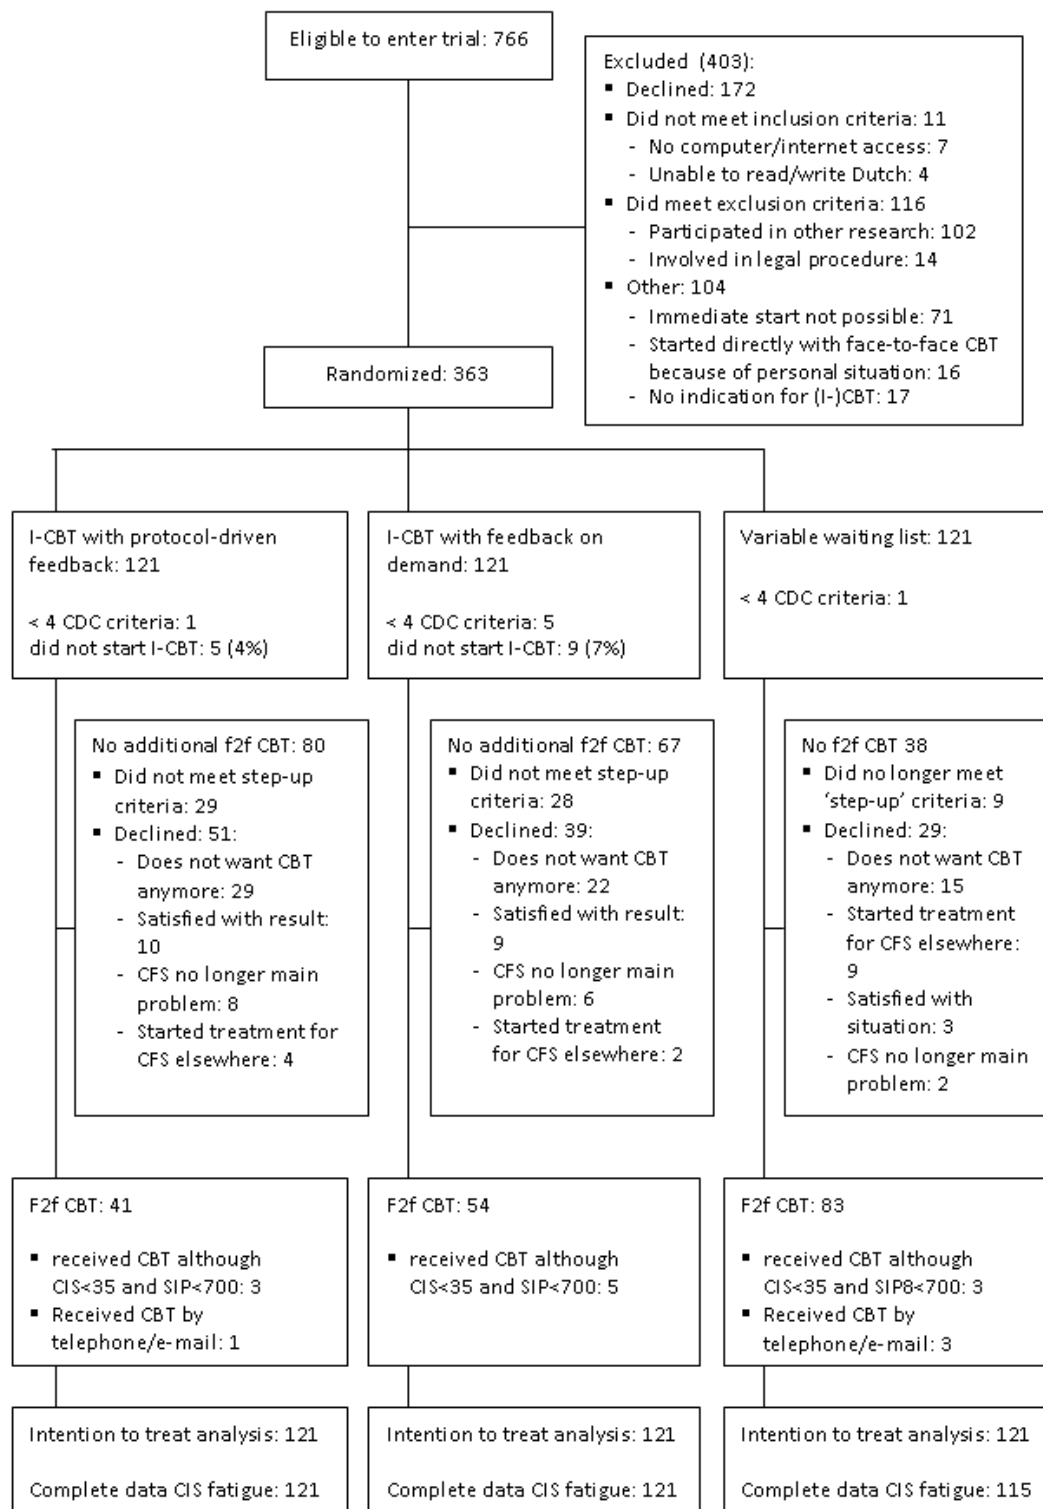 Eligible to enter trial: 766
Excluded (403):
▪ Declined: 172
▪ Did not meet inclusion criteria: 11
- No computer/internet access: 7
- Unable to read/write Dutch: 4
▪ Did meet exclusion criteria: 116
- Participated in other research: 102
- Involved in legal procedure: 14
▪ Other: 104
- Immediate start not possible: 71
- Started directly with face-to-face CBT
because of personal situation: 16
- No indication for (I-)CBT: 17
Randomized: 363
I-CBT with protocol-driven
feedback: 121
< 4 CDC criteria: 1
did not start I-CBT: 5 (4%)
I-CBT with feedback on
demand: 121
< 4 CDC criteria: 5
did not start I-CBT: 9 (7%)
Variable waiting list: 121
< 4 CDC criteria: 1
No additional f2f CBT: 80
▪ Did not meet step-up
criteria: 29
▪ Declined: 51:
- Does not want CBT
anymore: 29
- Satisfied with result:
10
- CFS no longer main
problem: 8
- Started treatment for
CFS elsewhere: 4
No additional f2f CBT: 67
▪ Did not meet step-up
criteria: 28
▪ Declined: 39:
- Does not want CBT
anymore: 22
- Satisfied with result:
9
- CFS no longer main
problem: 6
- Started treatment
for CFS elsewhere: 2
No f2f CBT 38
▪ Did no longer meet
‘step-up’ criteria: 9
▪ Declined: 29:
- Does not want CBT
anymore: 15
- Started treatment
for CFS elsewhere:
9
- Satisfied with
situation: 3
- CFS no longer main
problem: 2
F2f CBT: 41
▪ received CBT although
CIS<35 and SIP<700: 3
▪ Received CBT by
telephone/e-mail: 1
F2f CBT: 54
▪ received CBT although
CIS<35 and SIP<700: 5
F2f CBT: 83
▪ received CBT although
CIS<35 and SIP8<700: 3
▪ Received CBT by
telephone/e-mail: 3
Intention to treat analysis: 121
Complete data CIS fatigue: 121
Intention to treat analysis: 121
Complete data CIS fatigue: 121
Intention to treat analysis: 121
Complete data CIS fatigue: 115